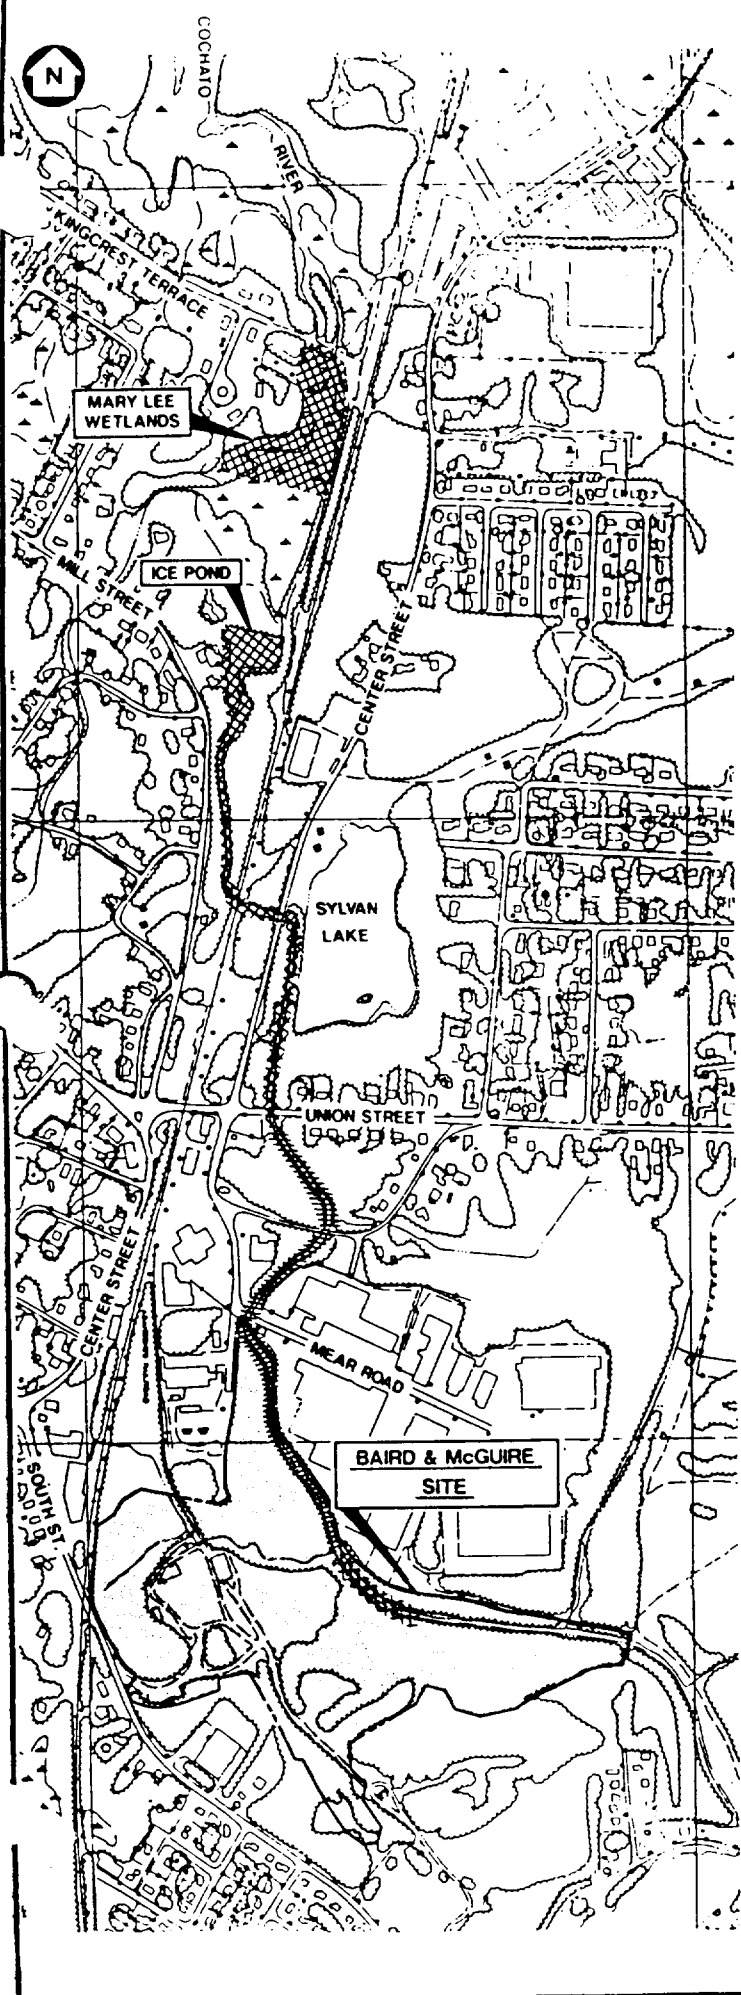 COCHATO
N
RIVER
KINGCREST TERRACE
MARY LEE
WETLANDS
ICE POND
MILL STREET
CENTER STREET
SYLVAN
LAKE
UNION STREET
CENTER STREET
MEAR ROAD
BAIRD & McGUIRE
SITE
SOUTH ST.